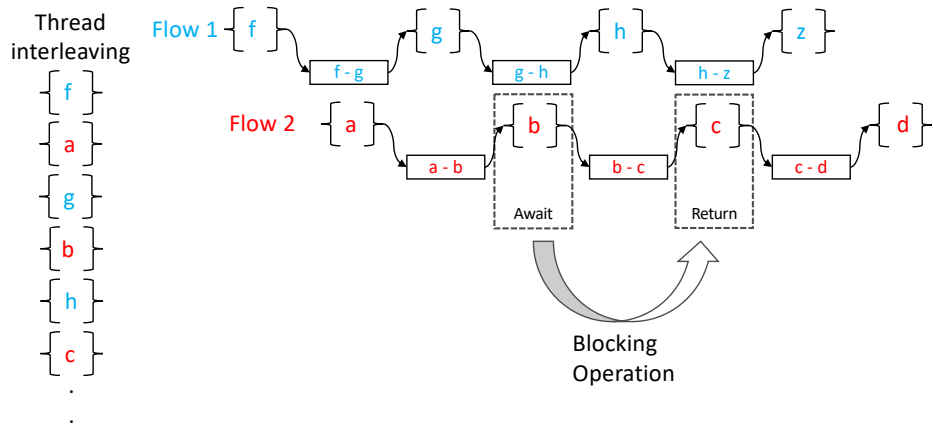 Thread
interleaving
f
a
g
b
h
c
.
.
Flow 1 f g h z
f - g g - h h - z
Flow 2 a b c d
a - b b - c c - d
Await Return
Blocking
Operation